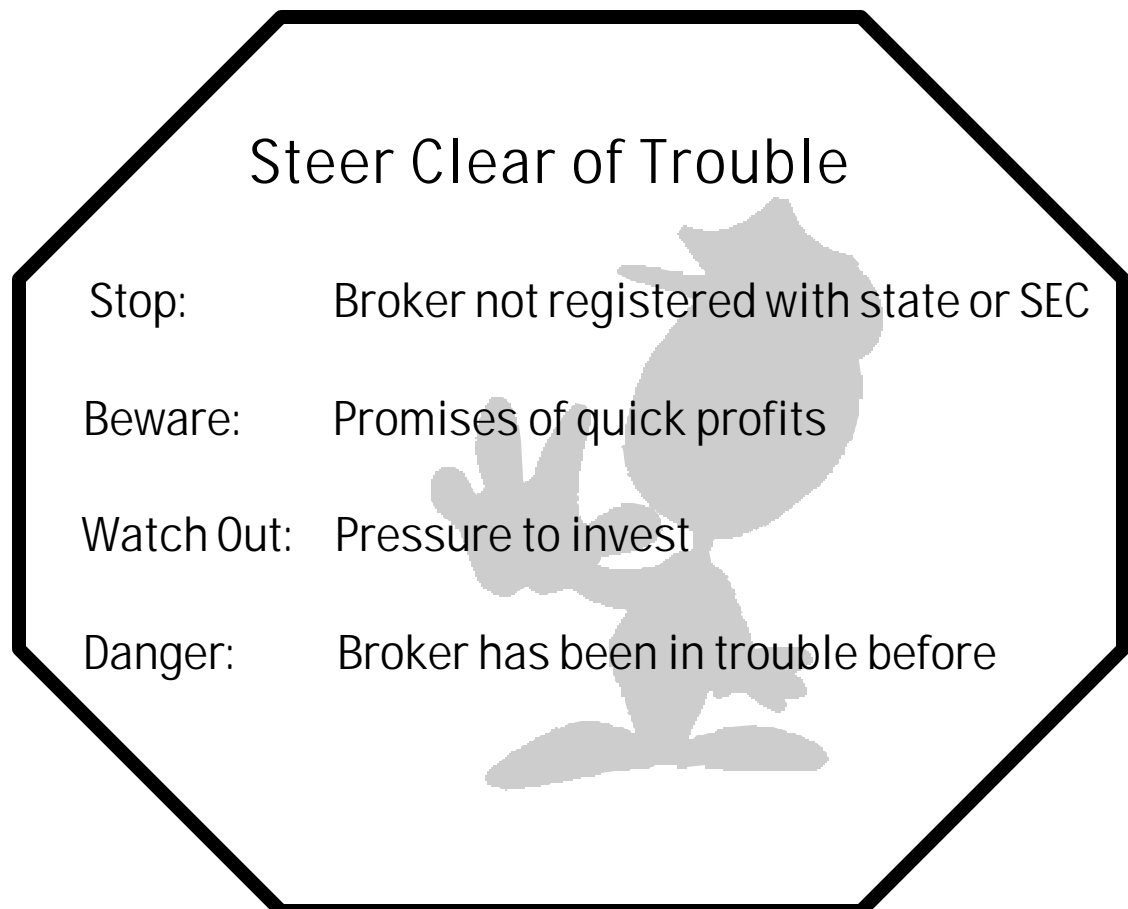 Steer Clear of Trouble
Stop: Broker not registered with state or SEC
Beware: Promises of quick profits
Watch Out: Pressure to invest
Danger: Broker has been in trouble before